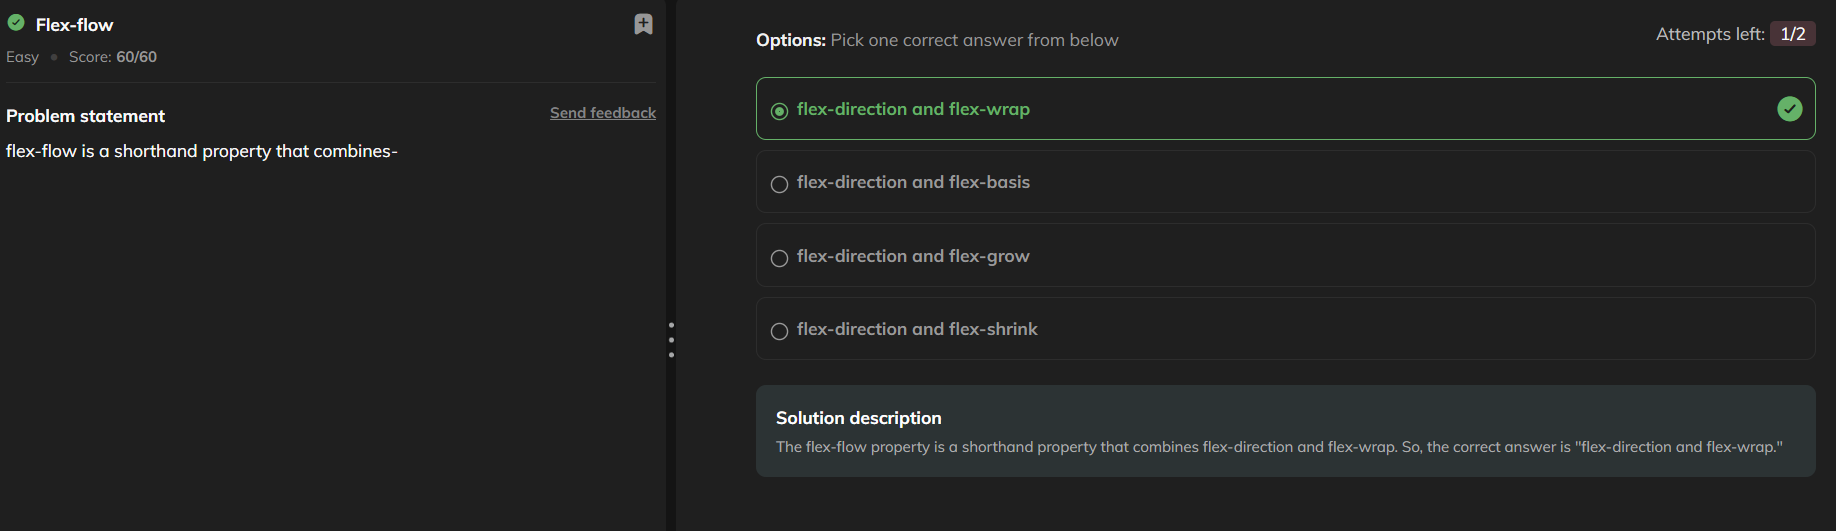 Flex-flow
Easy • Score: 60/60
Problem statement
Send feedback
flex-flow is a shorthand property that combines-
Options: Pick one correct answer from below
Attempts left: 1/2
flex-direction and flex-wrap
flex-direction and flex-basis
flex-direction and flex-grow
flex-direction and flex-shrink
Solution description
The flex-flow property is a shorthand property that combines flex-direction and flex-wrap. So, the correct answer is "flex-direction and flex-wrap."